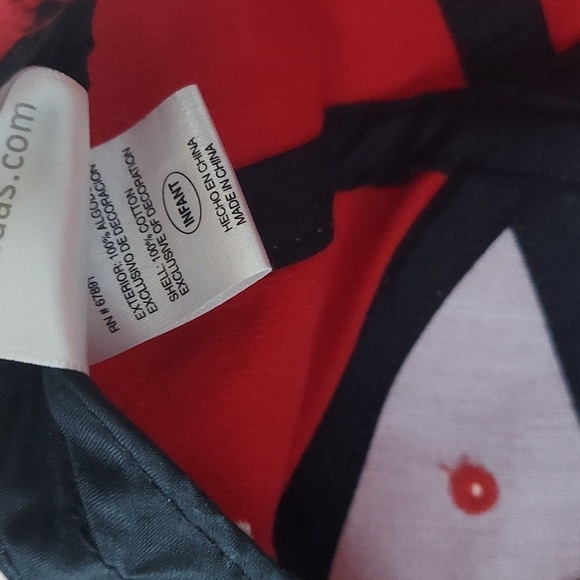 das.com
INFANT
MADE IN CHINA
HECHO EN CHINA
SHELL: 100% COTTON
EXCLUSIVE OF DECORATION
EXTERIOR: 100% ALGODÓN
EXCLUSIVO DE DECORACIÓN
RN # 67891